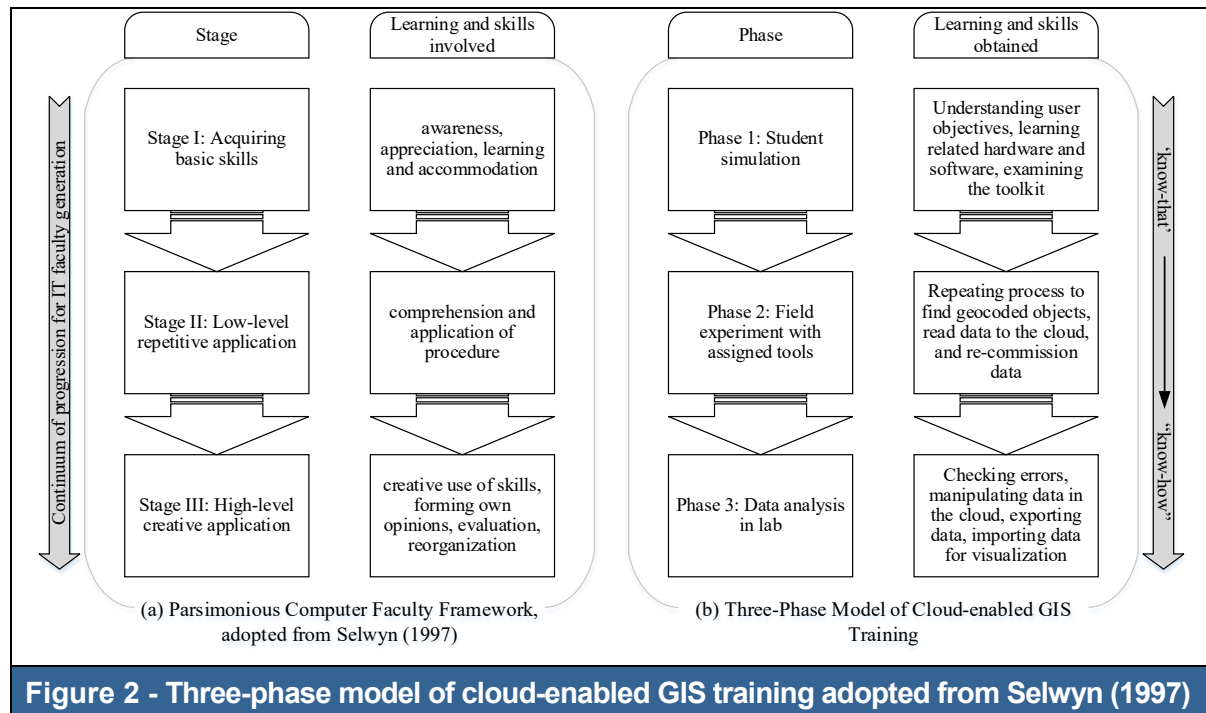 Stage
Learning and skills
involved
Phase
Learning and skills
obtained
Continuum of progression for IT faculty generation
Stage I: Acquiring
basic skills
awareness,
appreciation, learning
and accommodation
Phase 1: Student
simulation
Understanding user
objectives, learning
related hardware and
software, examining
the toolkit
‘know-that’
Stage II: Low-level
repetitive application
comprehension and
application of
procedure
Phase 2: Field
experiment with
assigned tools
Repeating process to
find geocoded objects,
read data to the cloud,
and re-commission
data
Stage III: High-level
creative application
creative use of skills,
forming own
opinions, evaluation,
reorganization
Phase 3: Data analysis
in lab
Checking errors,
manipulating data in
the cloud, exporting
data, importing data
for visualization
“know-how”
(a) Parsimonious Computer Faculty Framework,
adopted from Selwyn (1997)
(b) Three-Phase Model of Cloud-enabled GIS
Training
Figure 2 - Three-phase model of cloud-enabled GIS training adopted from Selwyn (1997)